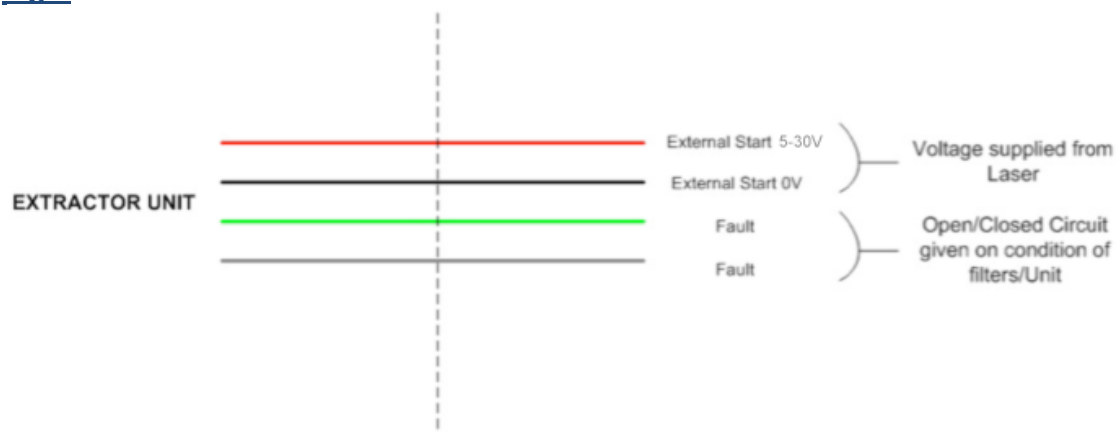 External Start 5-30V
Voltage supplied from
Laser
External Start 0V
EXTRACTOR UNIT
Fault
Open/Closed Circuit
given on condition of
filters/Unit
Fault